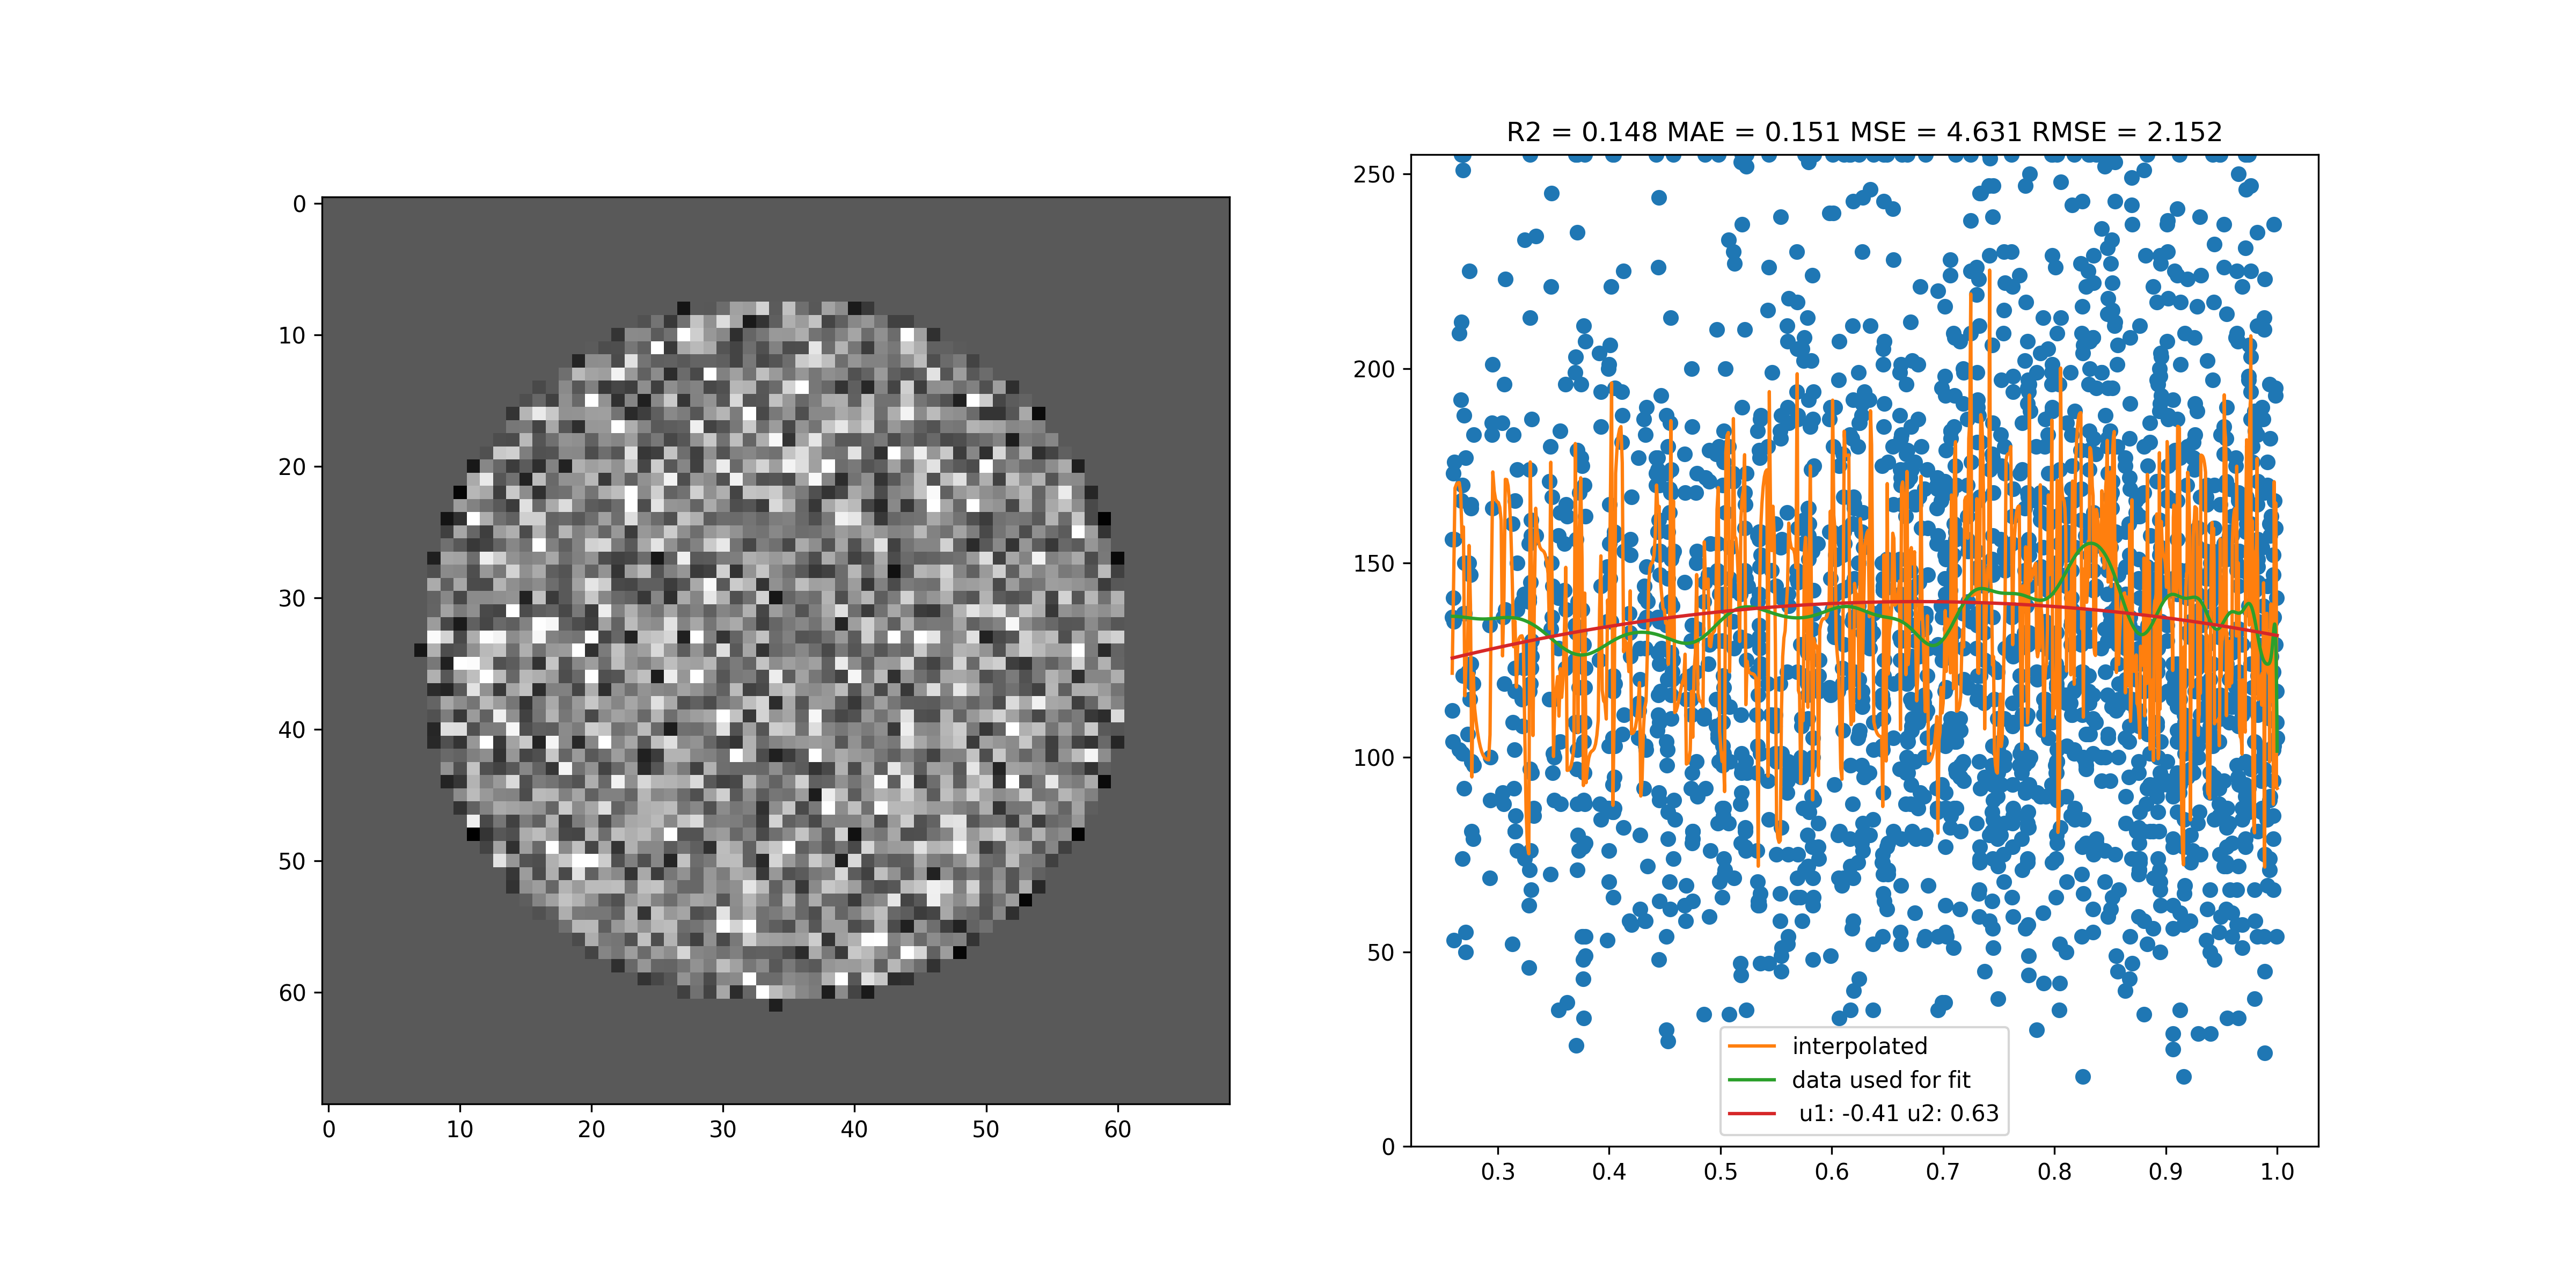 R2 = 0.148 MAE = 0.151 MSE = 4.631 RMSE = 2.152
0
10
20
30
40
50
60
0 10 20 30 40 50 60
250
200
150
100
50
0
interpolated
data used for fit
u1: -0.41 u2: 0.63
0.3 0.4 0.5 0.6 0.7 0.8 0.9 1.0